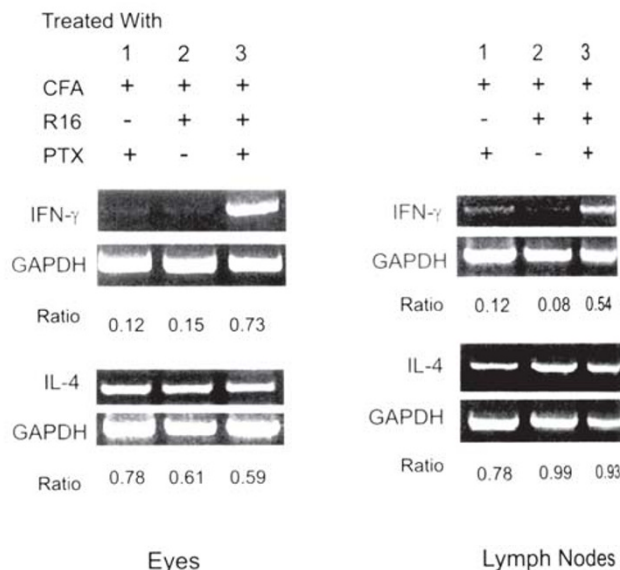 Treated With
1 2 3
CFA + + +
R16 - + +
PTX + - +
IFN-γ
GAPDH
Ratio 0.12 0.15 0.73
IL-4
GAPDH
Ratio 0.78 0.61 0.59
Eyes
1 2 3
+ + +
- + +
+ - +
IFN-γ
GAPDH
Ratio 0.12 0.08 0.54
IL-4
GAPDH
Ratio 0.78 0.99 0.93
Lymph Nodes